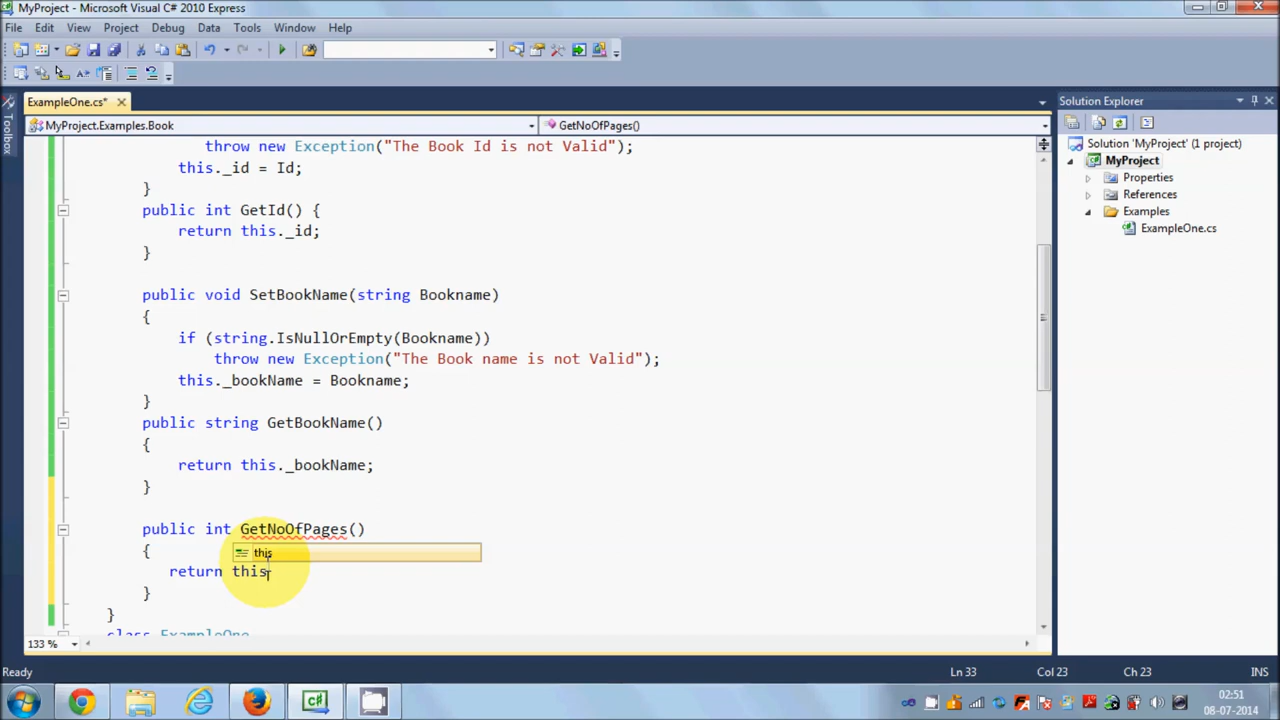 MyProject - Microsoft Visual C# 2010 Express
File Edit View Project Debug Data Tools Window Help
ExampleOne.cs*
Solution Explorer
MyProject.Examples.Book
GetNoOfPages()
Toolbox
throw new Exception("The Book Id is not Valid");
this._id = Id;
}
public int GetId() {
return this._id;
}
public void SetBookName(string Bookname)
{
if (string.IsNullOrEmpty(Bookname))
throw new Exception("The Book name is not Valid");
this._bookName = Bookname;
}
public string GetBookName()
{
return this._bookName;
}
public int GetNoOfPages()
{
this
return this
}
}
class ExampleOne
Solution 'MyProject' (1 project)
MyProject
Properties
References
Examples
ExampleOne.cs
133 %
Ready
Ln 33 Col 23 Ch 23 INS
C#
02:51
08-07-2014